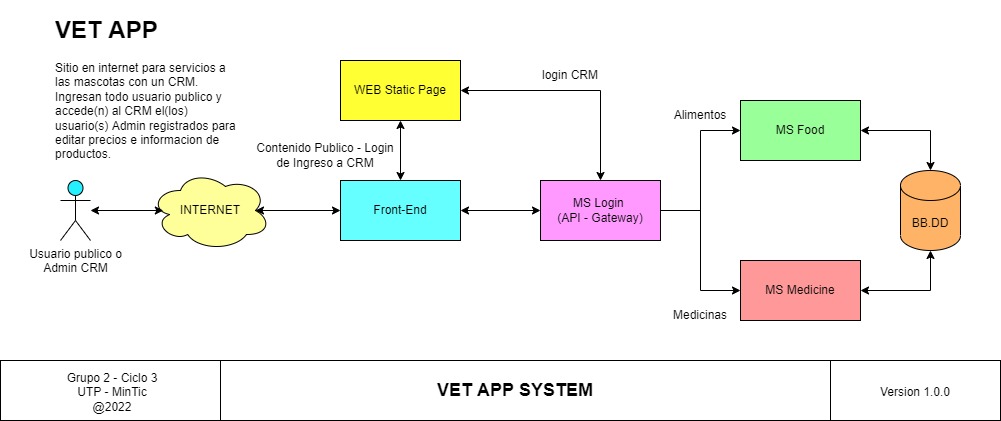 VET APP
Sitio en internet para servicios a
las mascotas con un CRM.
Ingresan todo usuario publico y
accede(n) al CRM el(los)
usuario(s) Admin registrados para
editar precios e informacion de
productos.
WEB Static Page
login CRM
Alimentos
MS Food
Contenido Publico - Login
de Ingreso a CRM
INTERNET
Front-End
MS Login
(API - Gateway)
BB.DD
Usuario publico o
Admin CRM
MS Medicine
Medicinas
Grupo 2 - Ciclo 3
UTP - MinTic
@2022
VET APP SYSTEM
Version 1.0.0